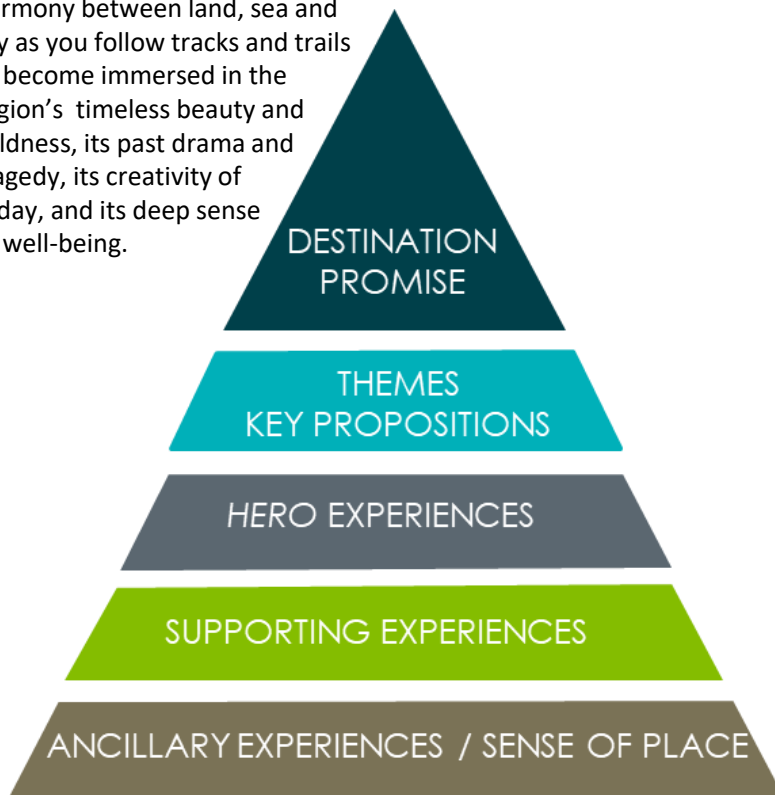 rmony between land, sea and
y as you follow tracks and trails
become immersed in the
gion’s timeless beauty and
ldness, its past drama and
agedy, its creativity of
day, and its deep sense
well-being.
DESTINATION
PROMISE
THEMES
KEY PROPOSITIONS
HERO EXPERIENCES
SUPPORTING EXPERIENCES
ANCILLARY EXPERIENCES / SENSE OF PLACE